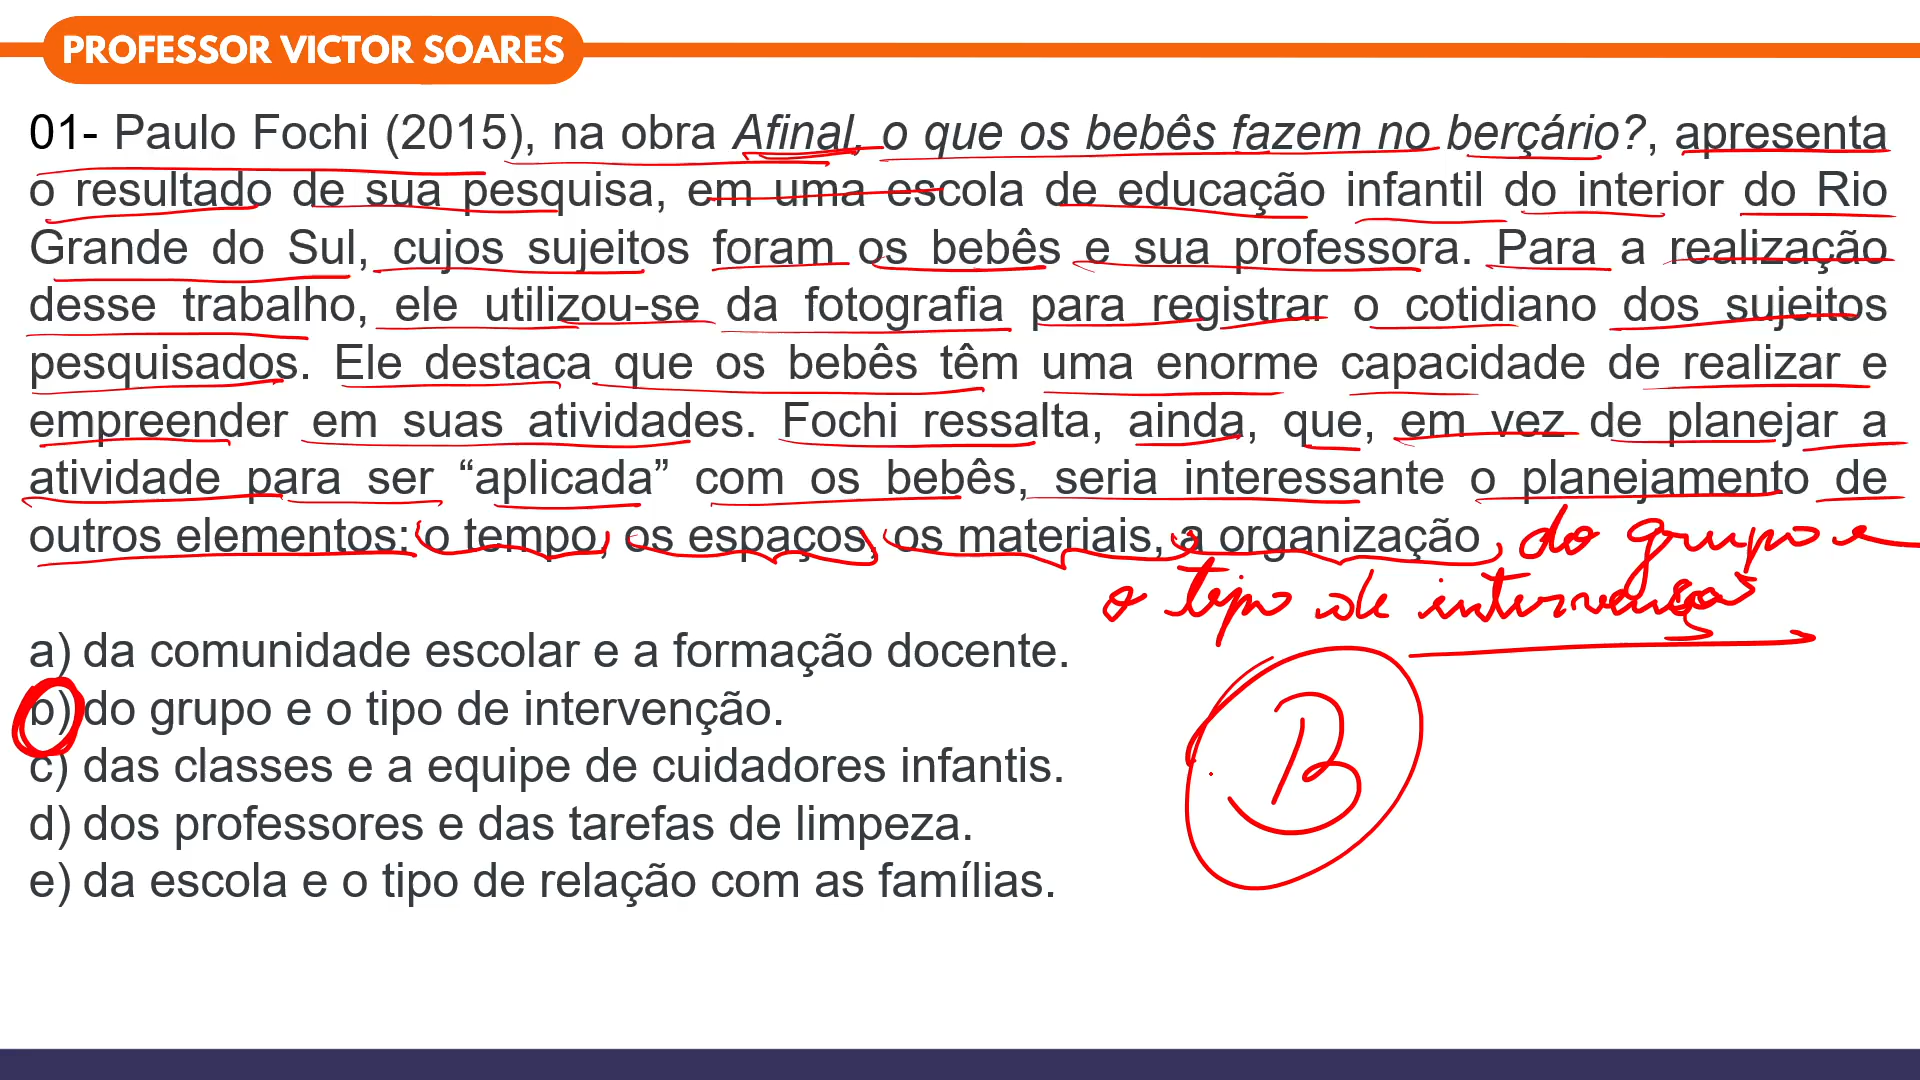 PROFESSOR VICTOR SOARES
01- Paulo Fochi (2015), na obra Afinal, o que os bebês fazem no berçário?, apresenta
o resultado de sua pesquisa, em uma escola de educação infantil do interior do Rio
Grande do Sul, cujos sujeitos foram os bebês e sua professora. Para a realização
desse trabalho, ele utilizou-se da fotografia para registrar o cotidiano dos sujeitos
pesquisados. Ele destaca que os bebês têm uma enorme capacidade de realizar e
empreender em suas atividades. Fochi ressalta, ainda, que, em vez de planejar a
atividade para ser “aplicada” com os bebês, seria interessante o planejamento de
outros elementos: o tempo, os espaços, os materiais, a organização do grupo e
o tipo de intervenção
a) da comunidade escolar e a formação docente.
b) do grupo e o tipo de intervenção.
c) das classes e a equipe de cuidadores infantis.
d) dos professores e das tarefas de limpeza.
e) da escola e o tipo de relação com as famílias.
B